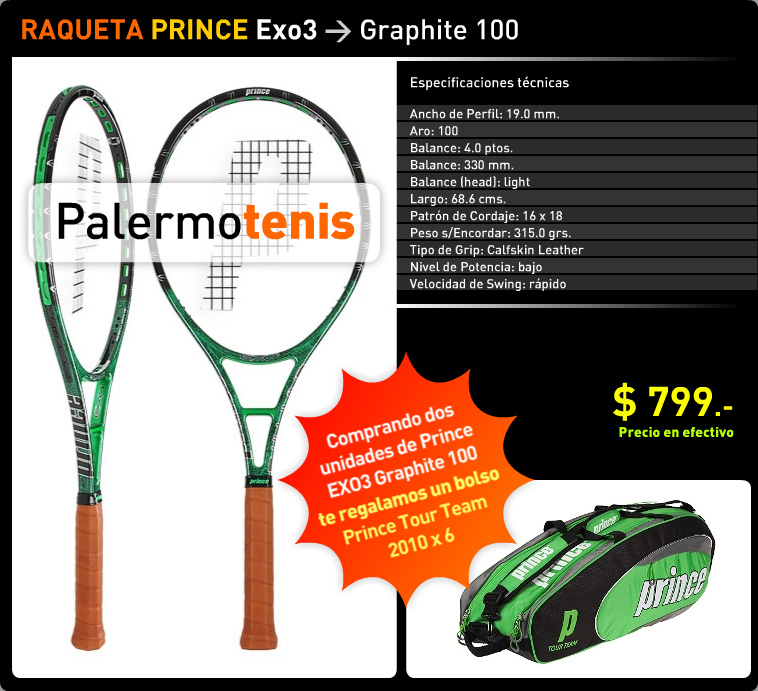 RAQUETA PRINCE Exo3 → Graphite 100
Especificaciones técnicas
Ancho de Perfil: 19.0 mm.
Aro: 100
Balance: 4.0 ptos.
Balance: 330 mm.
Balance (head): light
Largo: 68.6 cms.
Patrón de Cordaje: 16 x 18
Peso s/Encordar: 315.0 grs.
Tipo de Grip: Calfskin Leather
Nivel de Potencia: bajo
Velocidad de Swing: rápido
prince
P
Palermotenis
prince
prince
$ 799.-
Precio en efectivo
Comprando dos
unidades de Prince
EXO3 Graphite 100
te regalamos un bolso
Prince Tour Team
2010 x 6
prince
prince
prince
prince
P
TOUR TEAM